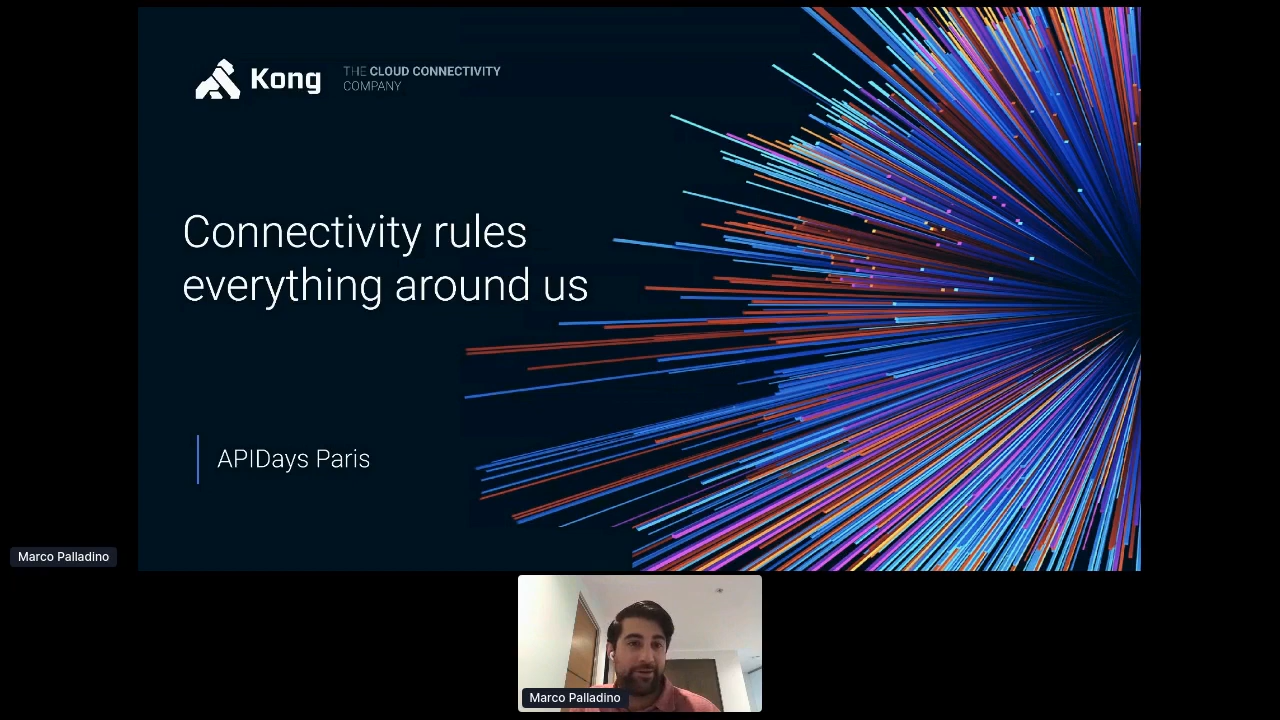 Kong
THE CLOUD CONNECTIVITY
COMPANY
Connectivity rules
everything around us
APIDays Paris
Marco Palladino
Marco Palladino